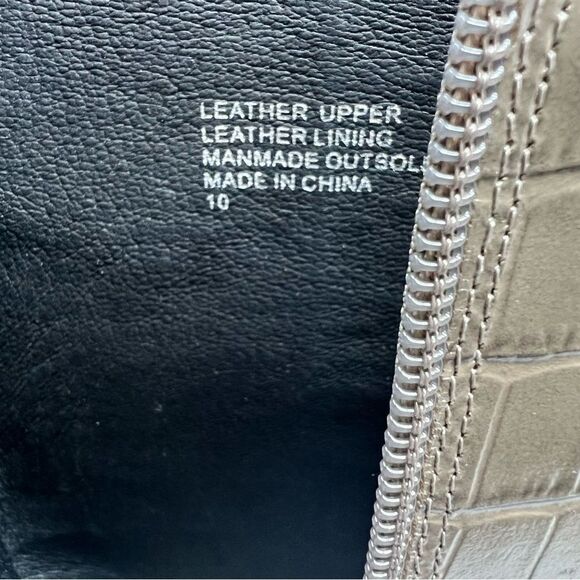 LEATHER UPPER
LEATHER LINING
MANMADE OUTSOL
MADE IN CHINA
10